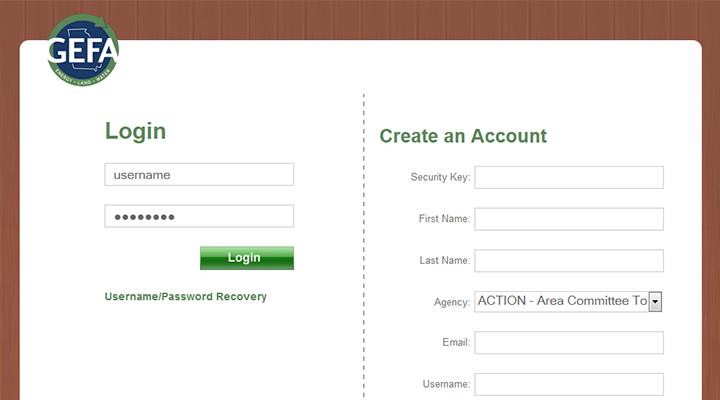 GEFA
ENERGY • LAND • WATER
Login
username
Login
Username/Password Recovery
Create an Account
Security Key:
First Name:
Last Name:
Agency: ACTION - Area Committee To
Email:
Username: